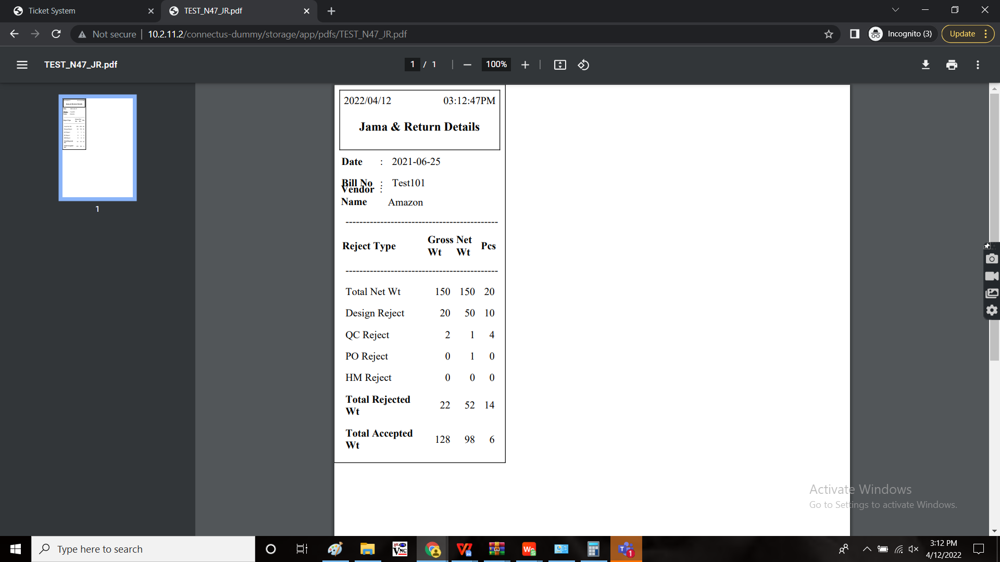 Ticket System
TEST_N47_JR.pdf
Not secure
10.2.11.2/connectus-dummy/storage/app/pdfs/TEST_N47_JR.pdf
Incognito (3)
Update
TEST_N47_JR.pdf
1 / 1
100%
1
2022/04/12 03:12:47PM
Jama & Return Details
Date : 2021-06-25
Bill No : Test101
Vendor :
Name Amazon
--------------------------------------------
Reject Type Gross Wt Net Wt Pcs
--------------------------------------------
Total Net Wt 150 150 20
Design Reject 20 50 10
QC Reject 2 1 4
PO Reject 0 1 0
HM Reject 0 0 0
Total Rejected Wt 22 52 14
Total Accepted Wt 128 98 6
Activate Windows
Go to Settings to activate Windows.
Type here to search
3:12 PM
4/12/2022